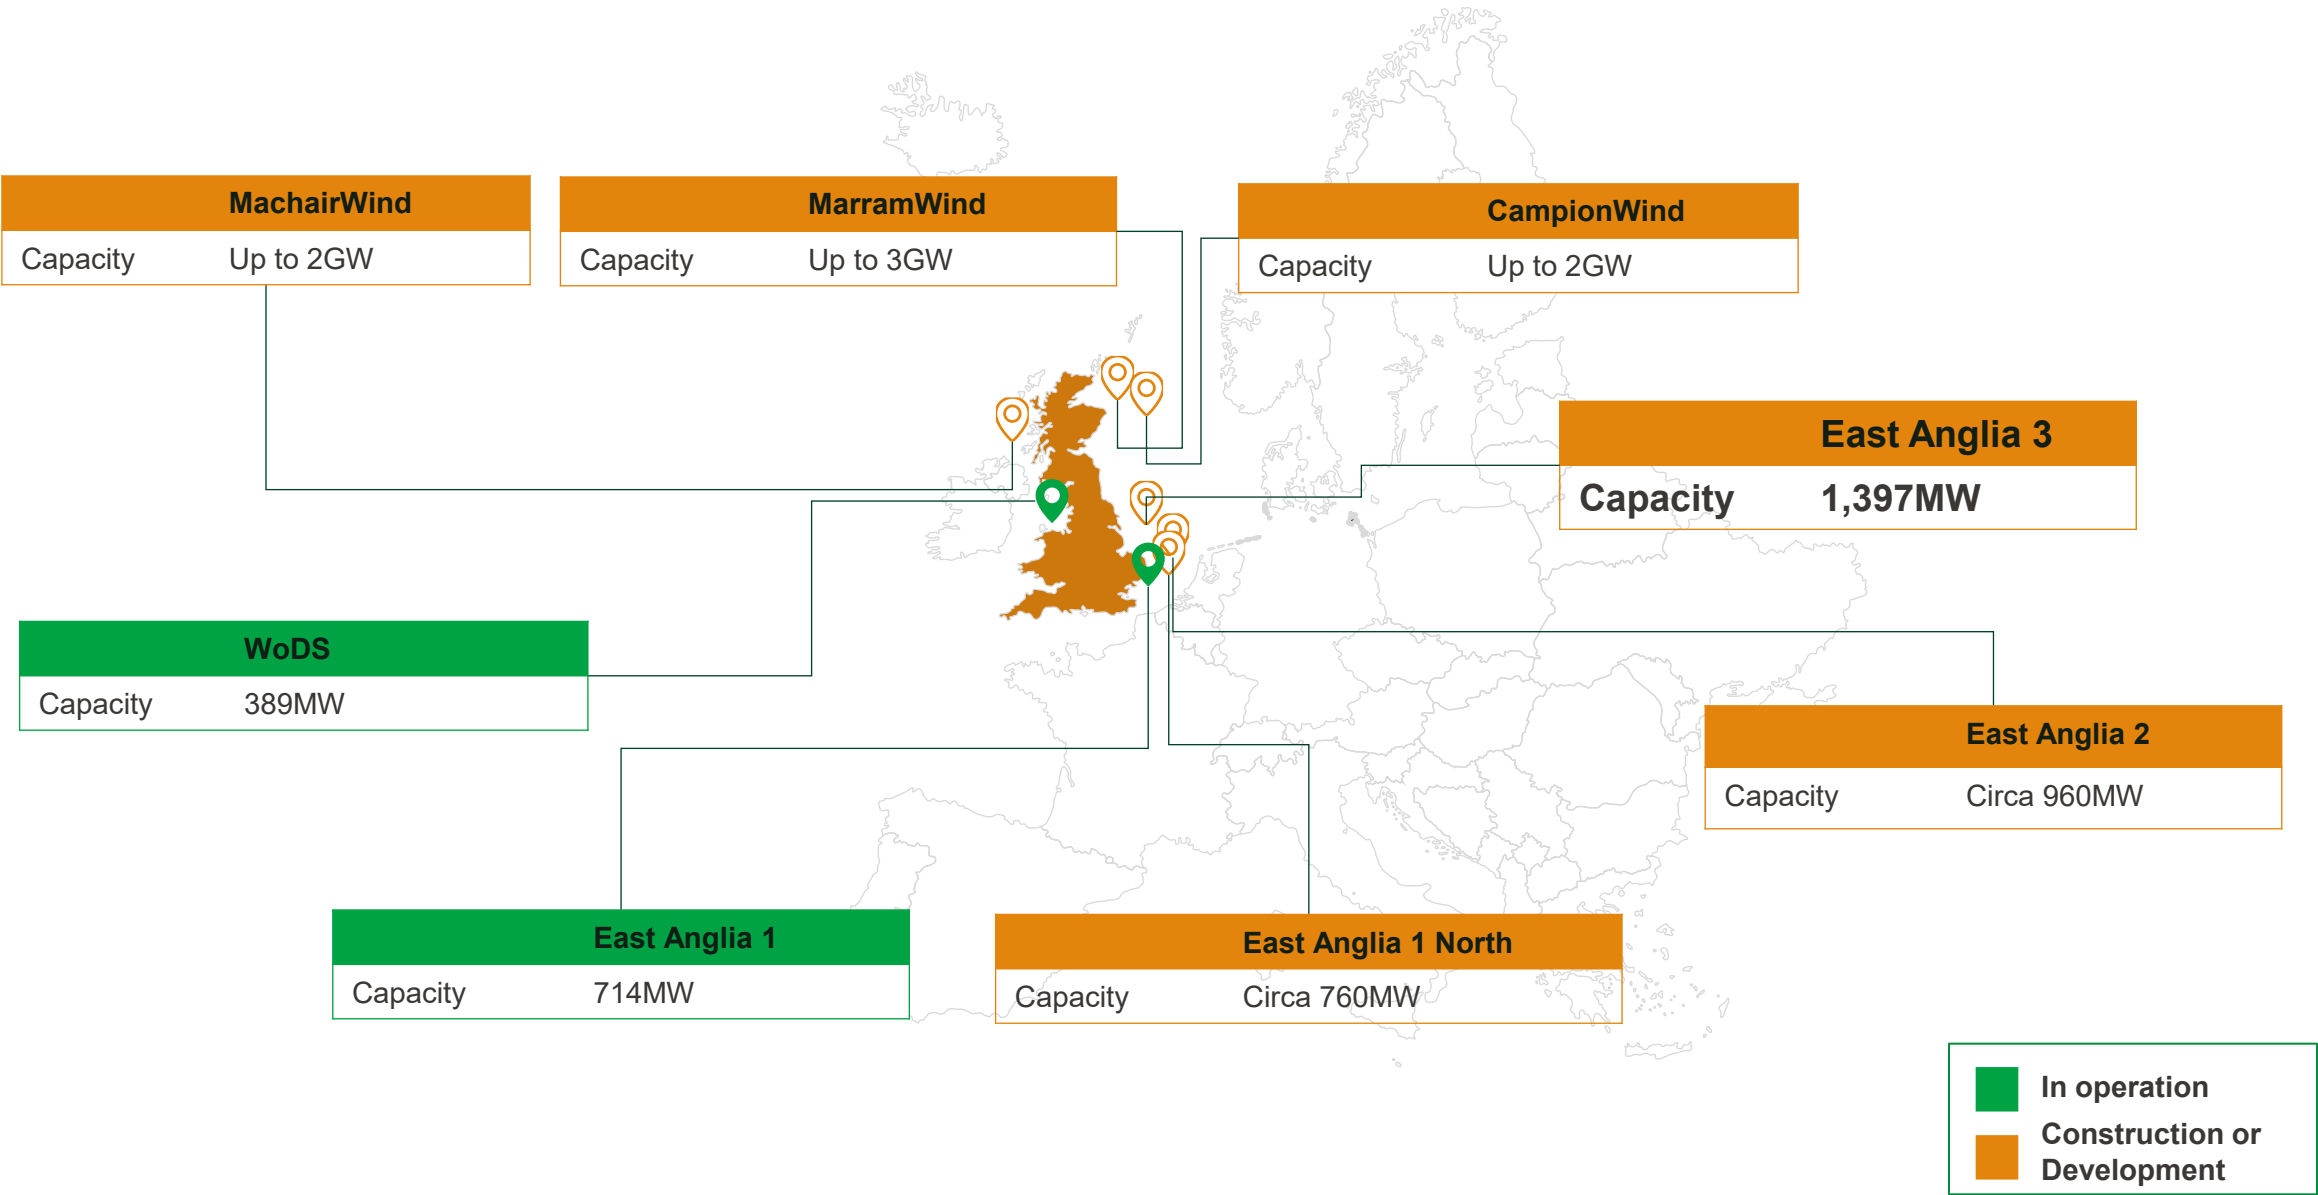 MachairWind
Capacity Up to 2GW
MarramWind
Capacity Up to 3GW
CampionWind
Capacity Up to 2GW
East Anglia 3
Capacity 1,397MW
WoDS
Capacity 389MW
East Anglia 2
Capacity Circa 960MW
East Anglia 1
Capacity 714MW
East Anglia 1 North
Capacity Circa 760MW
In operation
Construction or
Development